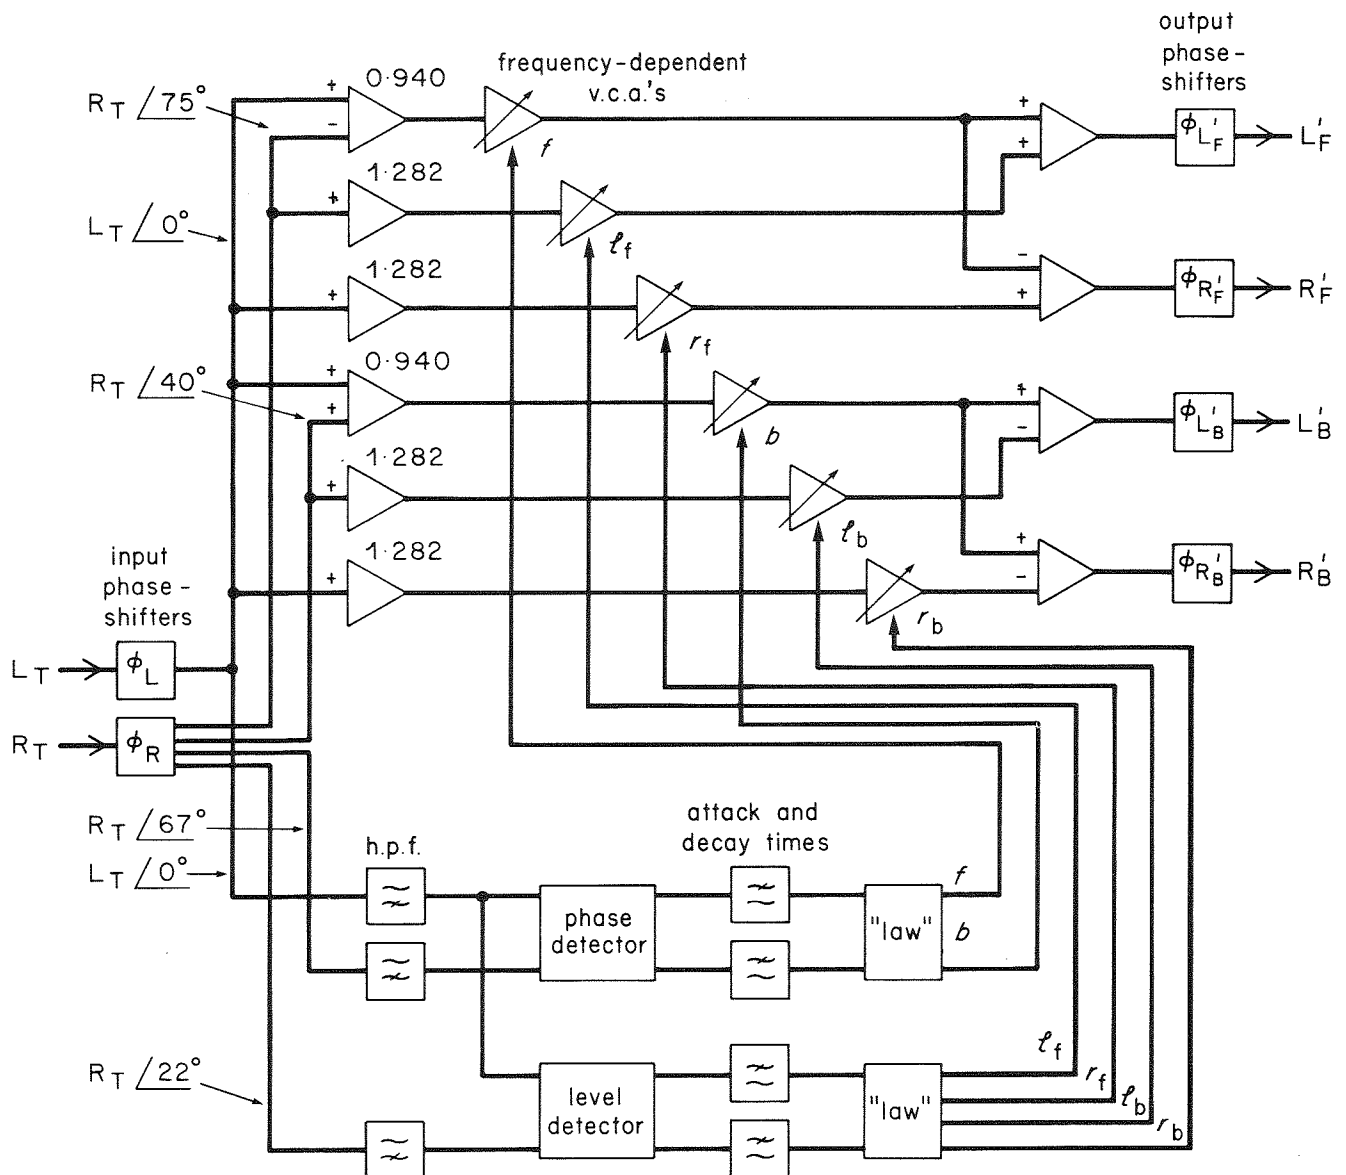 output
phase-
shifters
0·940
frequency-dependent
v.c.a.'s
R_T ∠75°
+
-
f
+
+
ϕ_L'_F
L'_F
1·282
+
L_T ∠0°
ℓ_f
1·282
+
r_f
-
+
ϕ_R'_F
R'_F
0·940
R_T ∠40°
+
+
b
+
-
ϕ_L'_B
L'_B
1·282
+
ℓ_b
1·282
+
r_b
+
-
ϕ_R'_B
R'_B
input
phase-
shifters
L_T
ϕ_L
R_T
ϕ_R
R_T ∠67°
L_T ∠0°
h.p.f.
attack and
decay times
phase
detector
"law"
f
b
R_T ∠22°
level
detector
"law"
ℓ_f
r_f
ℓ_b
r_b